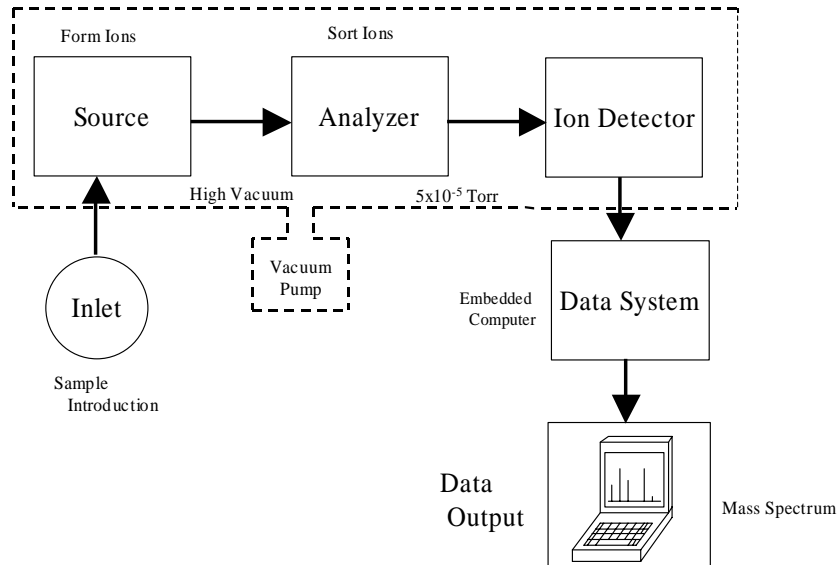 Form Ions
Sort Ions
Source
Analyzer
Ion Detector
High Vacuum
5x10⁻⁵ Torr
Vacuum
Pump
Inlet
Sample
Introduction
Embedded
Computer
Data System
Data
Output
Mass Spectrum